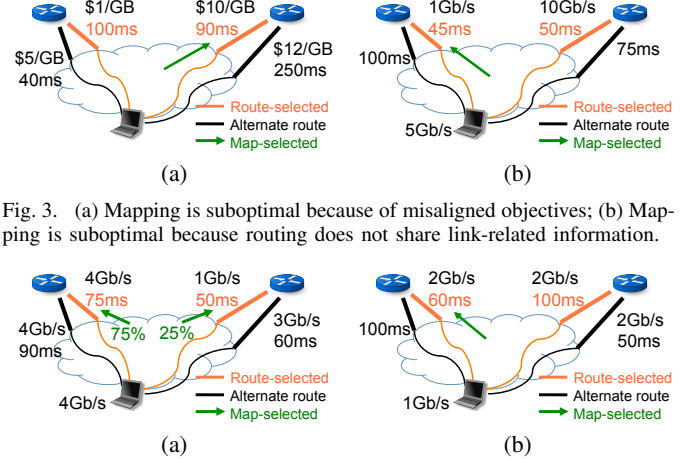 $1/GB
100ms
$10/GB
90ms
$5/GB
40ms
$12/GB
250ms
Route-selected
Alternate route
Map-selected
(a)
1Gb/s
45ms
10Gb/s
50ms
100ms
75ms
5Gb/s
Route-selected
Alternate route
Map-selected
(b)
Fig. 3. (a) Mapping is suboptimal because of misaligned objectives; (b) Map-
ping is suboptimal because routing does not share link-related information.
4Gb/s
75ms
1Gb/s
50ms
4Gb/s
90ms
75%
25%
3Gb/s
60ms
4Gb/s
Route-selected
Alternate route
Map-selected
(a)
2Gb/s
60ms
2Gb/s
100ms
100ms
2Gb/s
50ms
1Gb/s
Route-selected
Alternate route
Map-selected
(b)